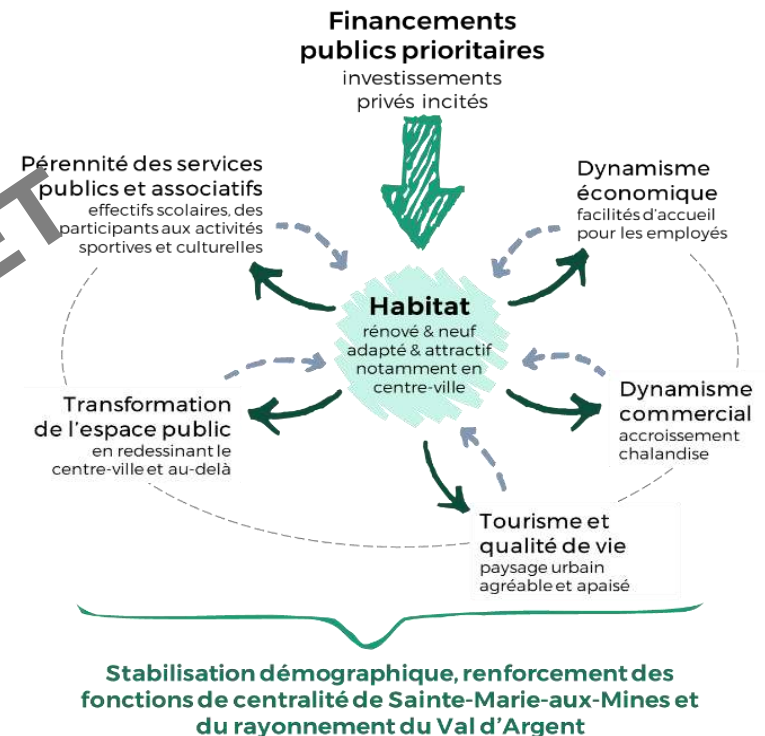 Financements
publics prioritaires
investissements
privés incités
Pérennité des services
publics et associatifs
effectifs scolaires, des
participants aux activités
sportives et culturelles
Dynamisme
économique
facilités d'accueil
pour les employés
Habitat
rénové & neuf
adapté & attractif
notamment en
centre-ville
Transformation
de l'espace public
en redessinant le
centre-ville et au-delà
Dynamisme
commercial
accroissement
chalandise
Tourisme et
qualité de vie
paysage urbain
agréable et apaisé
Stabilisation démographique, renforcement des
fonctions de centralité de Sainte-Marie-aux-Mines et
du rayonnement du Val d'Argent
ET